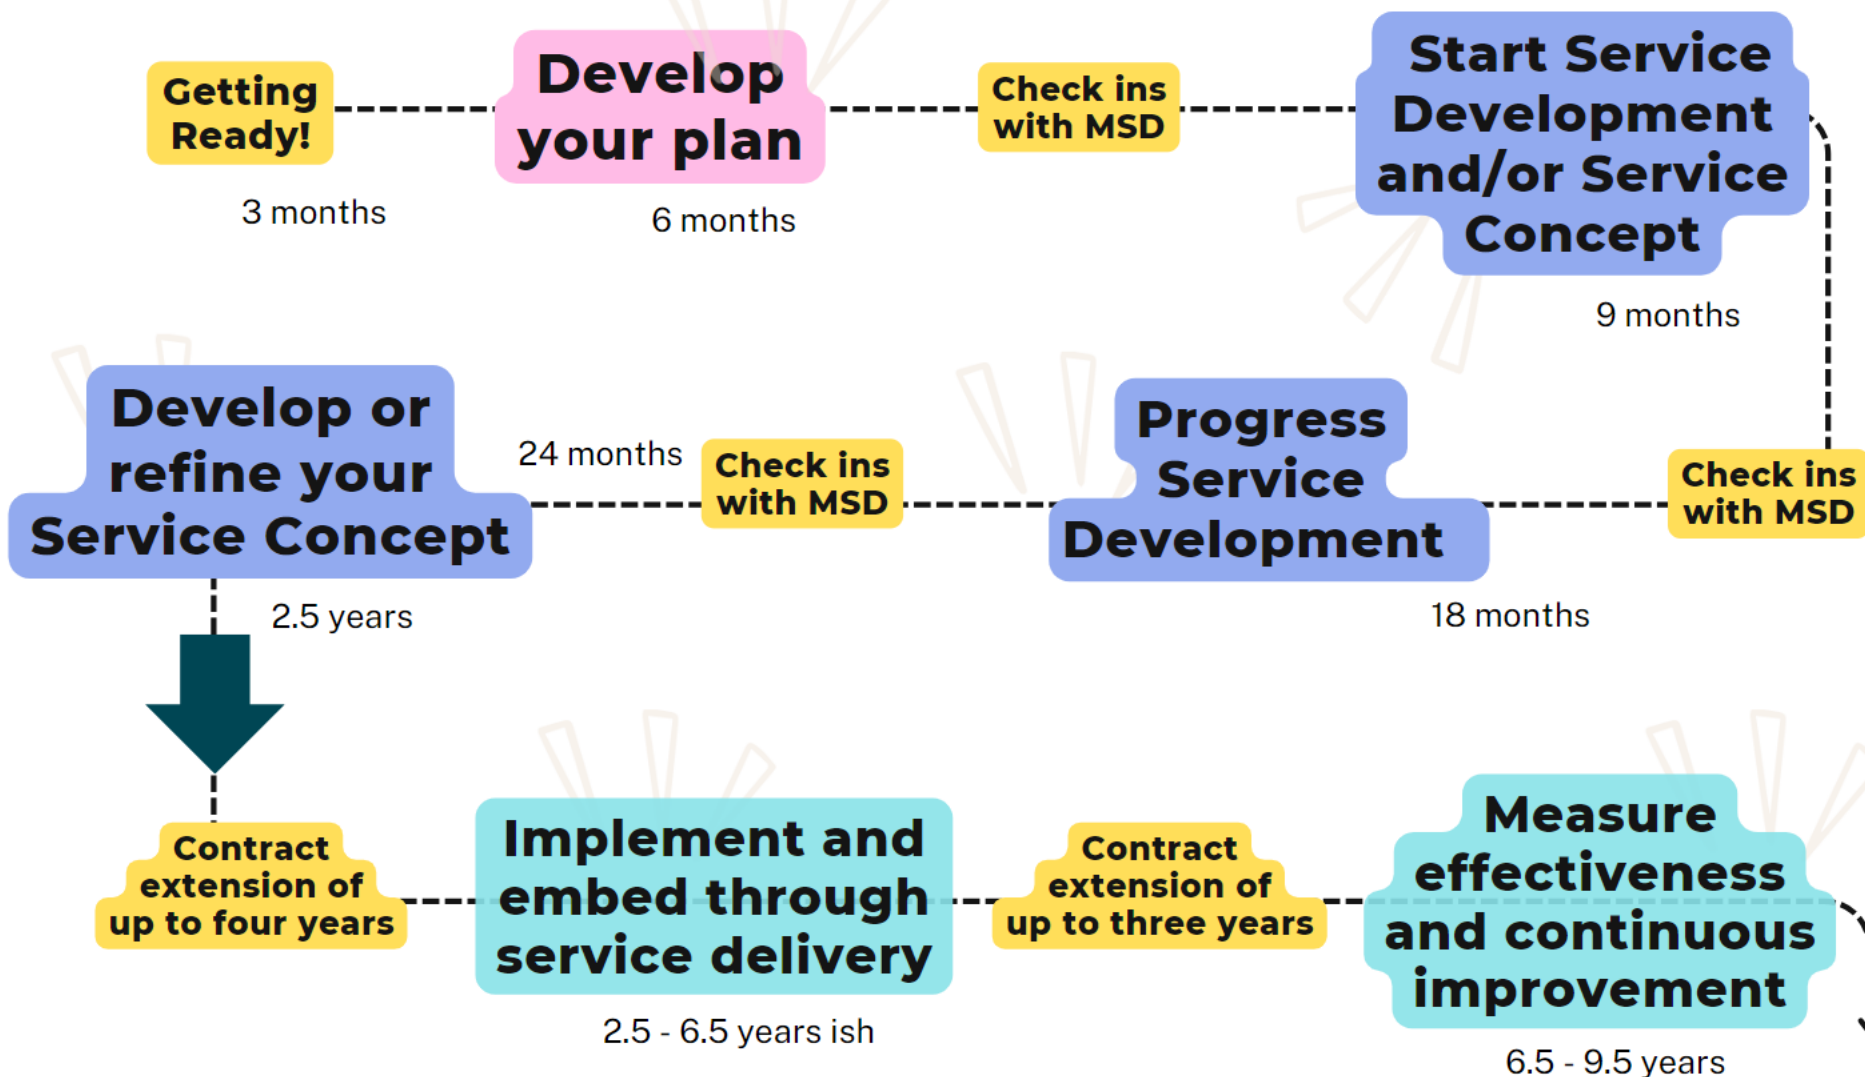 Getting
Ready!
3 months
Develop
your plan
6 months
Check ins
with MSD
Start Service
Development
and/or Service
Concept
9 months
Check ins
with MSD
Progress
Service
Development
18 months
Check ins
with MSD
24 months
Develop or
refine your
Service Concept
2.5 years
Contract
extension of
up to four years
Implement and
embed through
service delivery
2.5 - 6.5 years ish
Contract
extension of
up to three years
Measure
effectiveness
and continuous
improvement
6.5 - 9.5 years